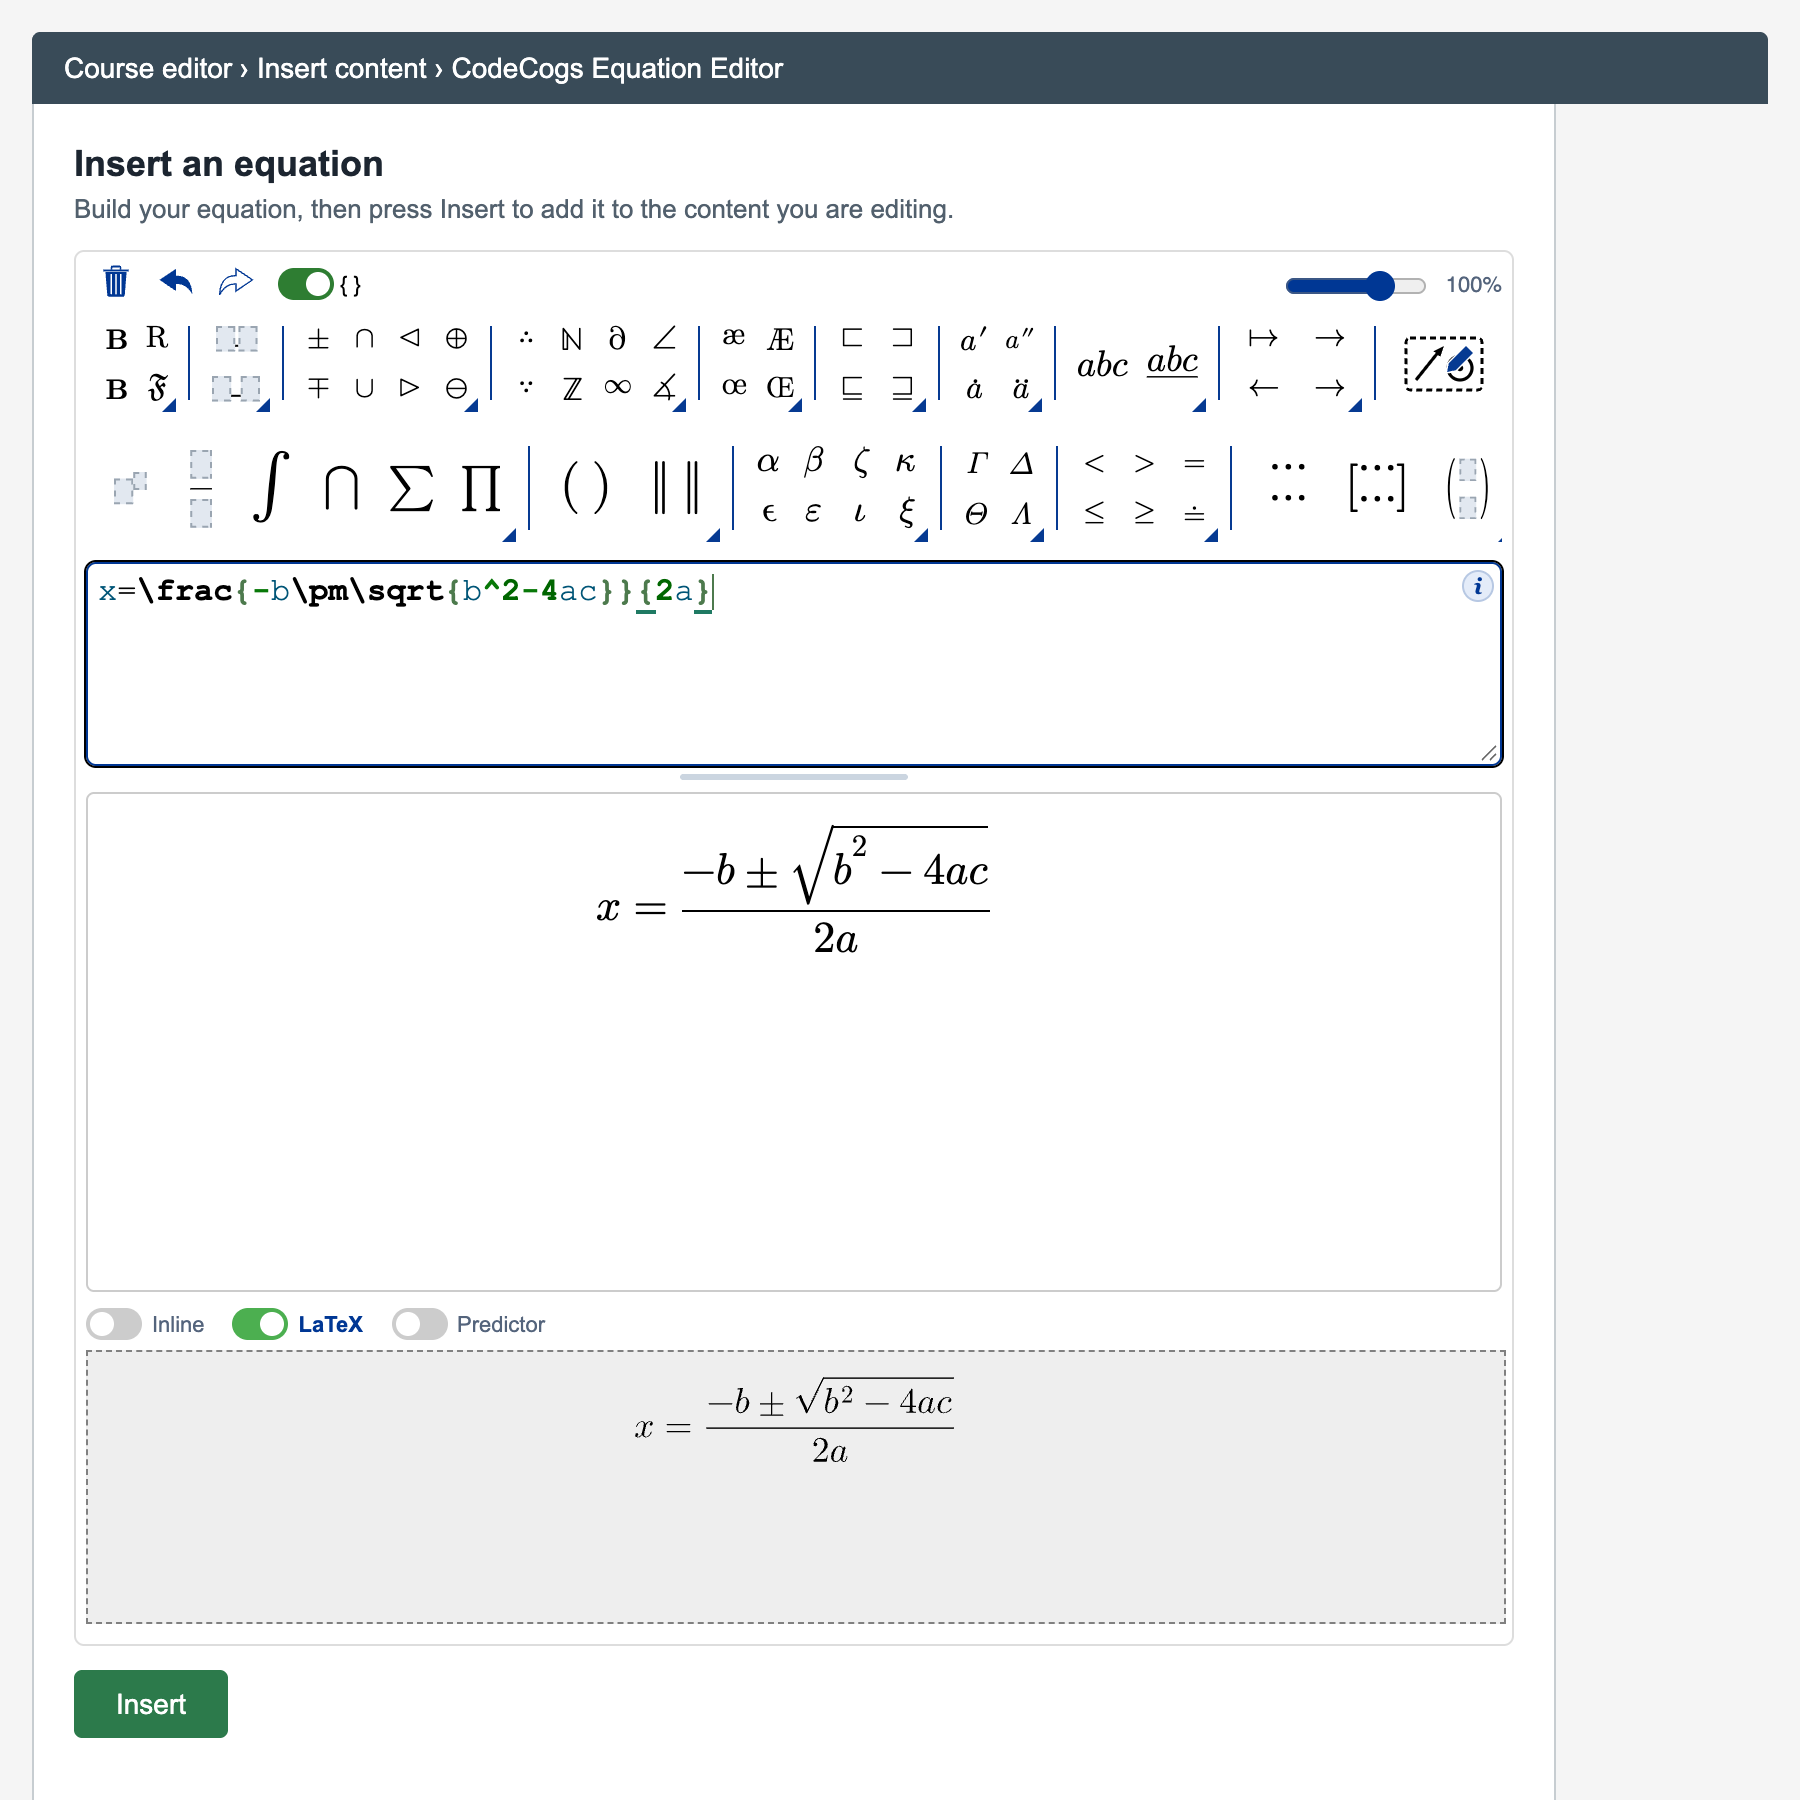 Course editor › Insert content › CodeCogs Equation Editor
Insert an equation
Build your equation, then press Insert to add it to the content you are editing.
{} 100%
B R ± ∩ ◁ ⊕ ∴ ℕ ∂ ∠ æ Æ ⊏ ⊐ a′ a″ abc abc ↦ →
B 𝔉 ∓ ∪ ▷ ⊖ ∵ ℤ ∞ ∡ œ Œ ⊑ ⊒ ȧ ä ← →
∫ ∩ ∑ ∏ ( ) ‖ ‖ α β ζ κ Γ Δ < > = ⋯ [⋯] ( )
ϵ ε ι ξ Θ Λ ≤ ≥ ≐
x=\frac{-b\pm\sqrt{b^2-4ac}}{2a}
i
x = −b ± √b² − 4ac
2a
Inline LaTeX Predictor
x = −b ± √b² − 4ac
2a
Insert